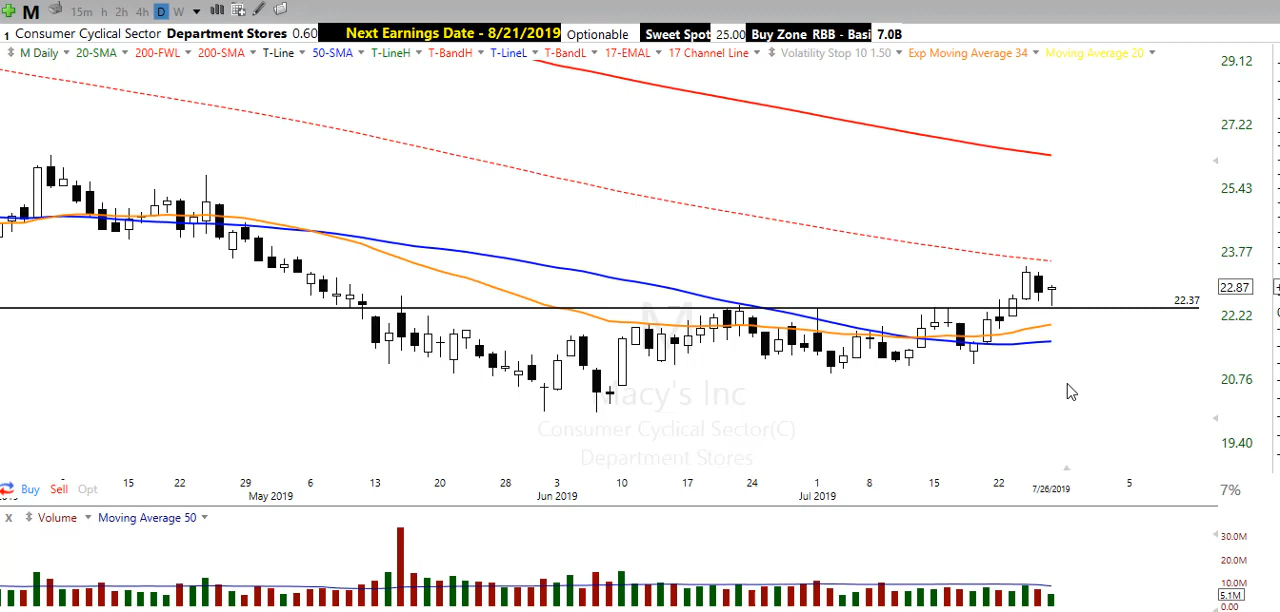 M 15m h 2h 4h D W
1 Consumer Cyclical Sector Department Stores 0.60 Next Earnings Date - 8/21/2019 Optionable Sweet Spot 25.00 Buy Zone RBB - Basi 7.0B
M Daily 20-SMA 200-FWL 200-SMA T-Line 50-SMA T-LineH T-BandH T-LineL T-BandL 17-EMAL 17 Channel Line Volatility Stop 10 1.50 Exp Moving Average 34 Moving Average 20
29.12
27.22
25.43
23.77
22.87
22.37
22.22
20.76
19.40
M
Macy's Inc
Consumer Cyclical Sector(C)
Department Stores
15 22 29 6 13 20 28 3 10 17 24 1 8 15 22 7/26/2019 5
May 2019 Jun 2019 Jul 2019
Buy Sell Opt
7%
X Volume Moving Average 50
30.0M
20.0M
10.0M
5.1M
0.00